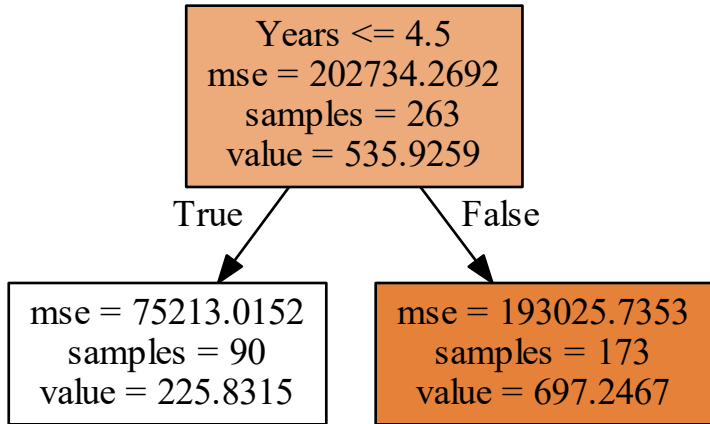 Years <= 4.5
mse = 202734.2692
samples = 263
value = 535.9259
True
False
mse = 75213.0152
samples = 90
value = 225.8315
mse = 193025.7353
samples = 173
value = 697.2467